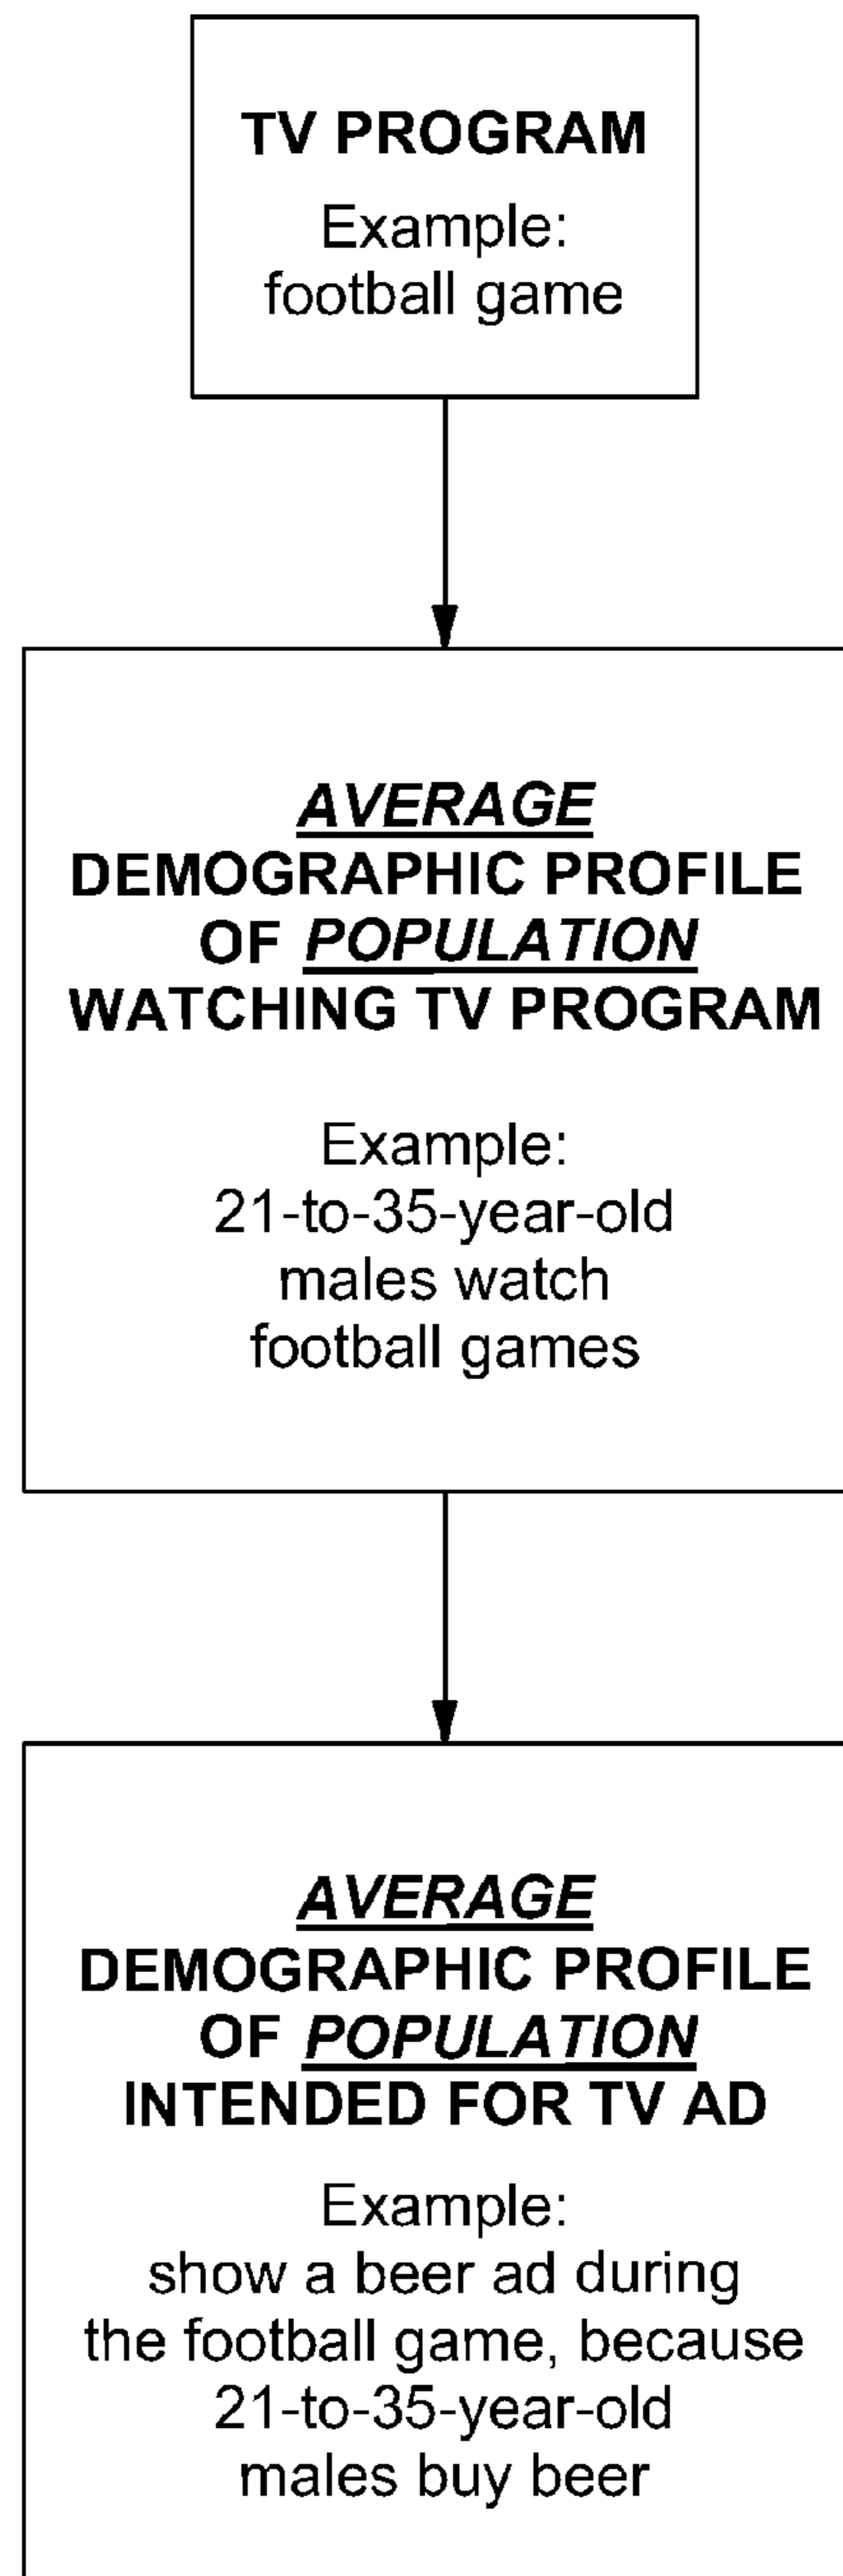 TV PROGRAM
Example:
football game
AVERAGE
DEMOGRAPHIC PROFILE
OF POPULATION
WATCHING TV PROGRAM
Example:
21-to-35-year-old
males watch
football games
AVERAGE
DEMOGRAPHIC PROFILE
OF POPULATION
INTENDED FOR TV AD
Example:
show a beer ad during
the football game, because
21-to-35-year-old
males buy beer